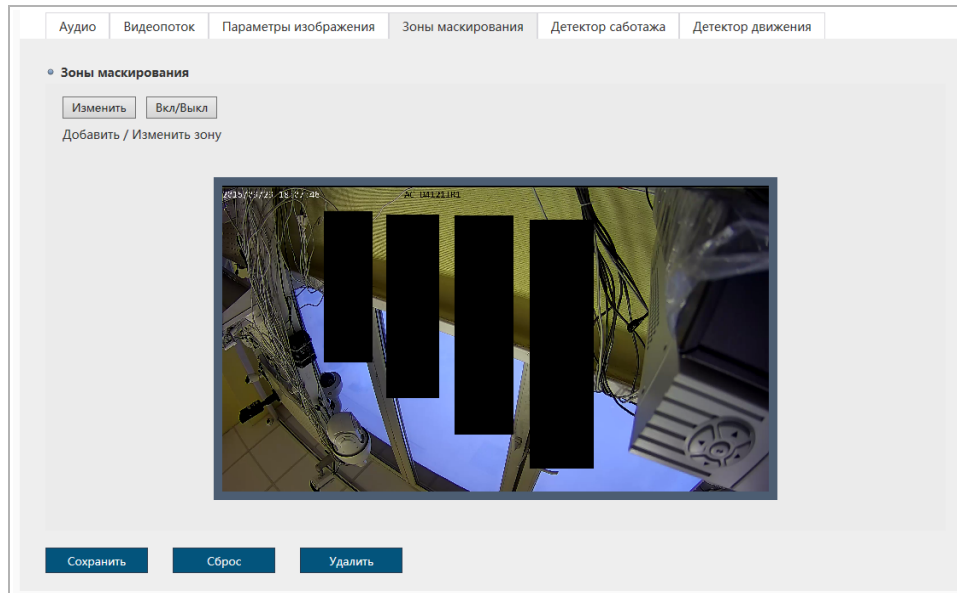 Аудио Видеопоток Параметры изображения Зоны маскирования Детектор саботажа Детектор движения
Зоны маскирования
Изменить Вкл/Выкл
Добавить / Изменить зону
Сохранить Сброс Удалить